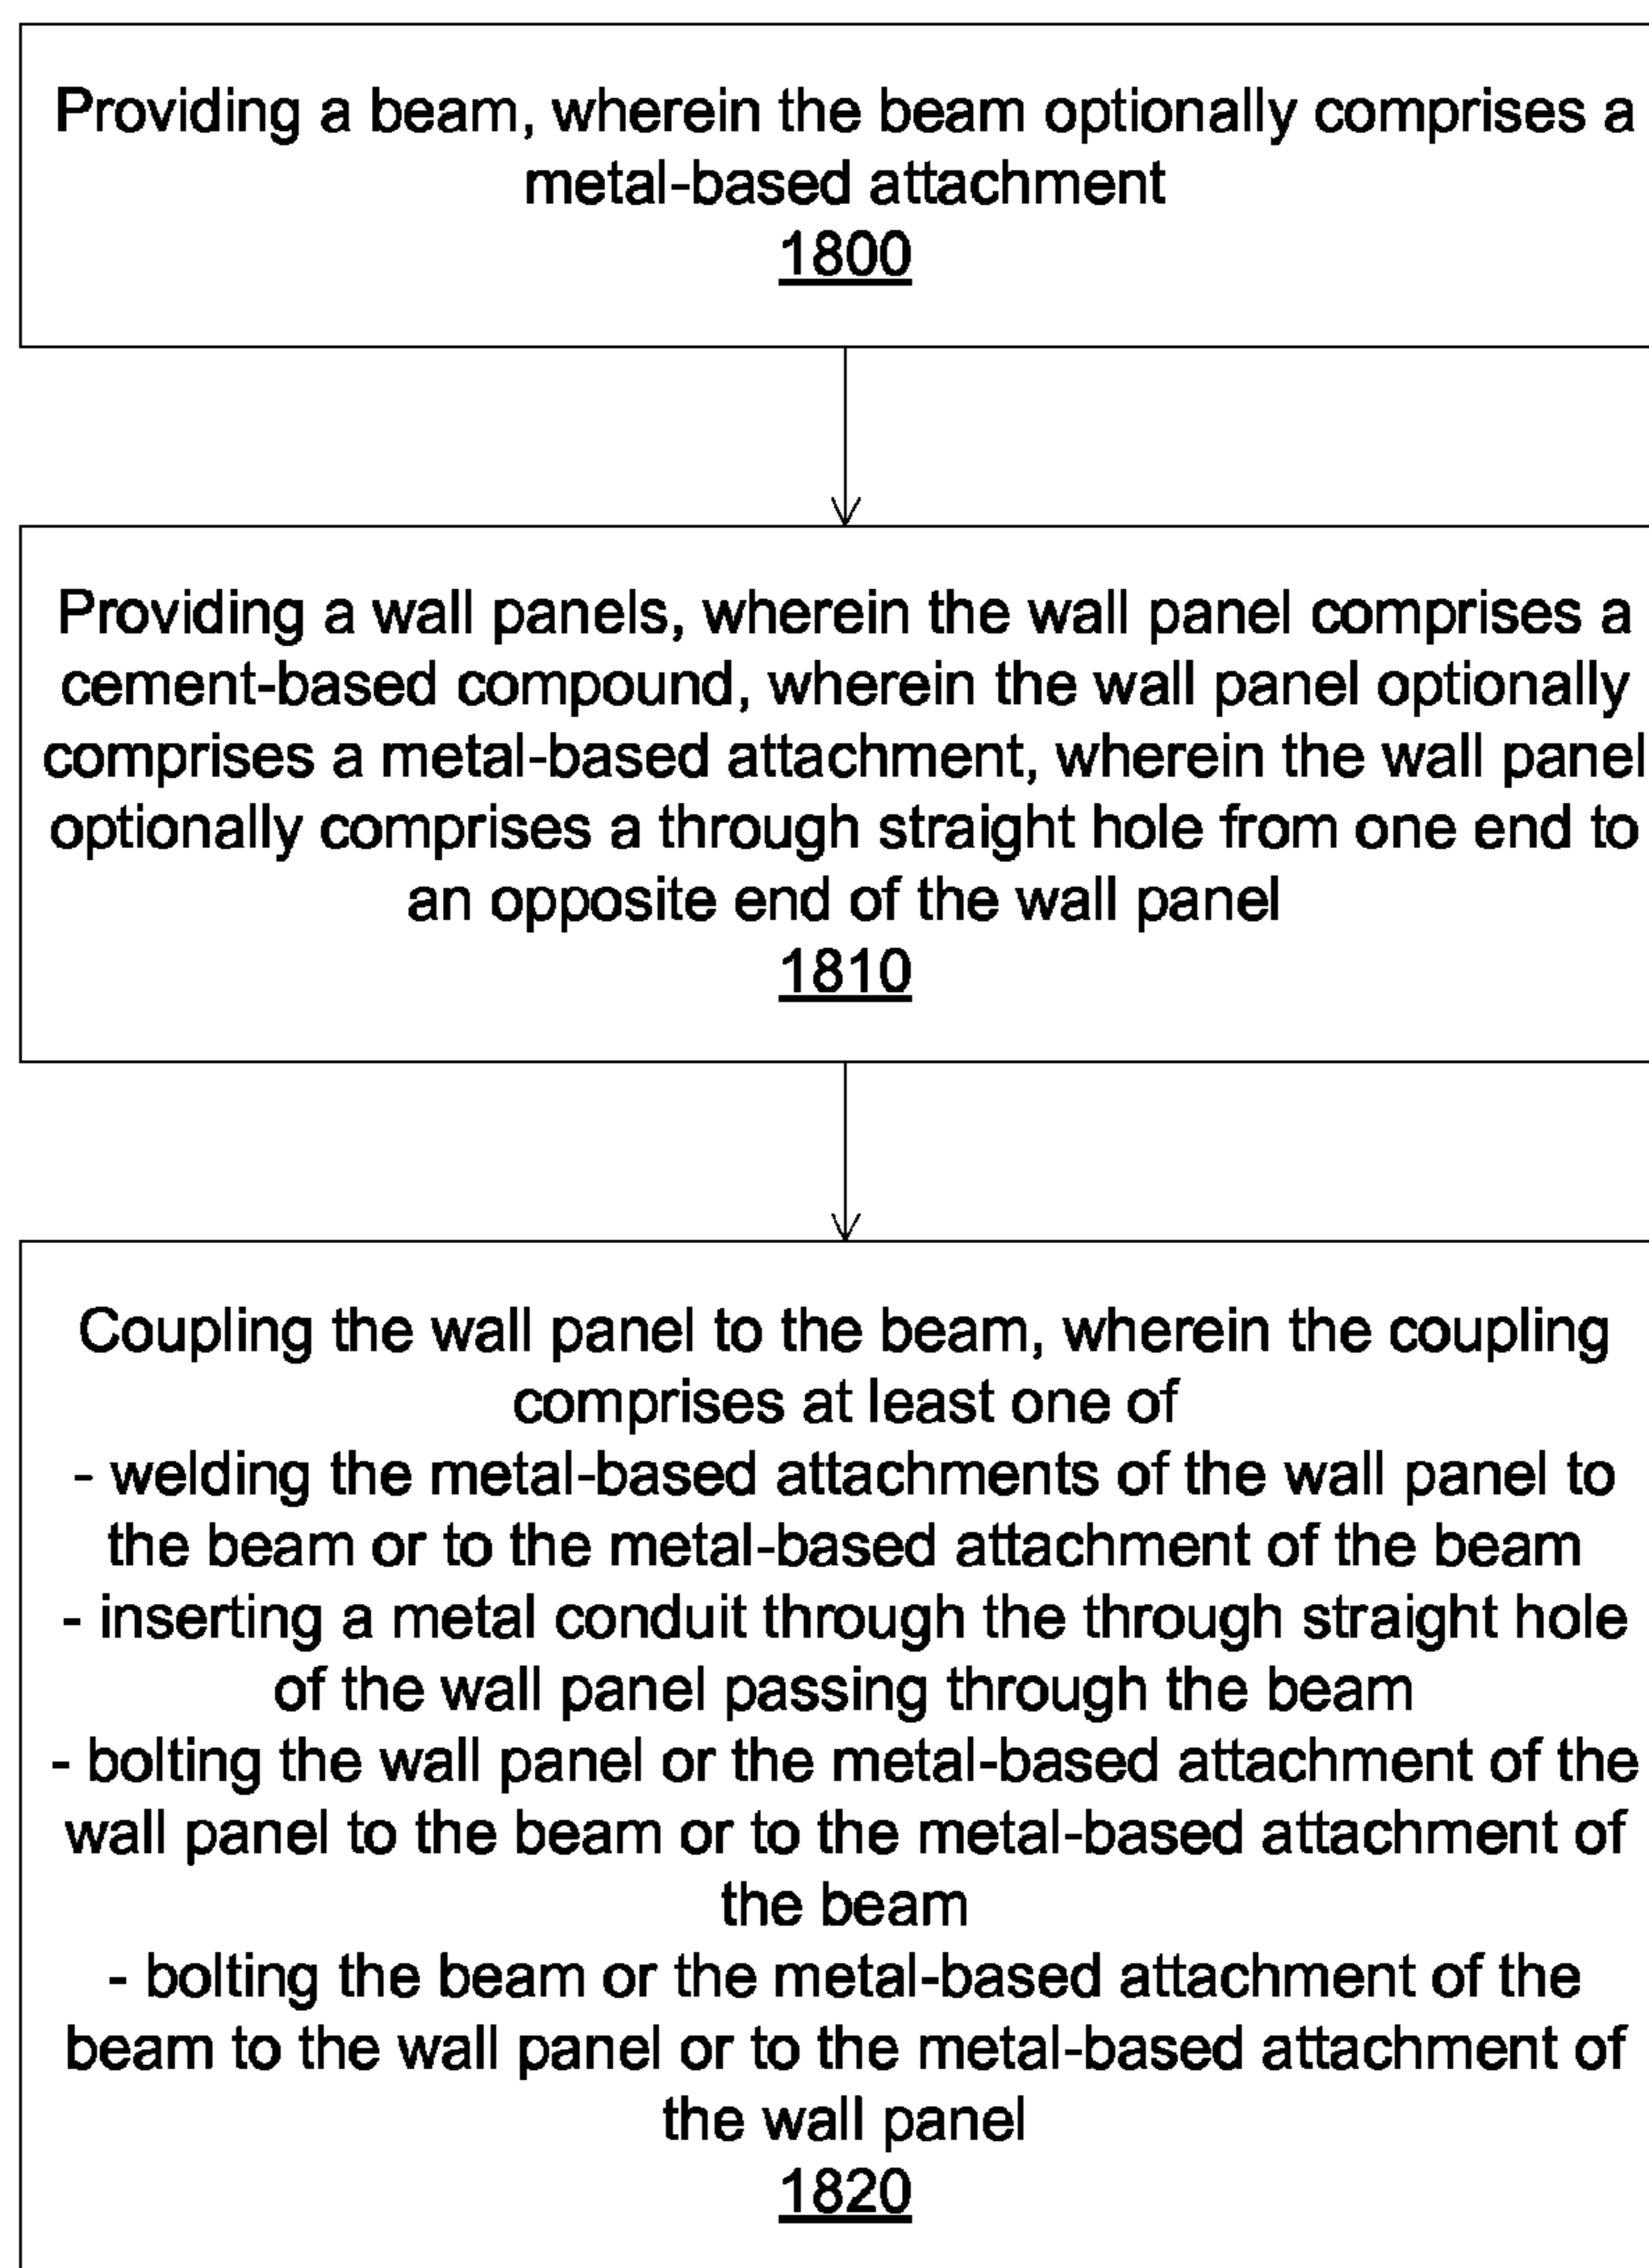 Providing a beam, wherein the beam optionally comprises a
metal-based attachment
1800
Providing a wall panels, wherein the wall panel comprises a
cement-based compound, wherein the wall panel optionally
comprises a metal-based attachment, wherein the wall panel
optionally comprises a through straight hole from one end to
an opposite end of the wall panel
1810
Coupling the wall panel to the beam, wherein the coupling
comprises at least one of
- welding the metal-based attachments of the wall panel to
the beam or to the metal-based attachment of the beam
- inserting a metal conduit through the through straight hole
of the wall panel passing through the beam
- bolting the wall panel or the metal-based attachment of the
wall panel to the beam or to the metal-based attachment of
the beam
- bolting the beam or the metal-based attachment of the
beam to the wall panel or to the metal-based attachment of
the wall panel
1820